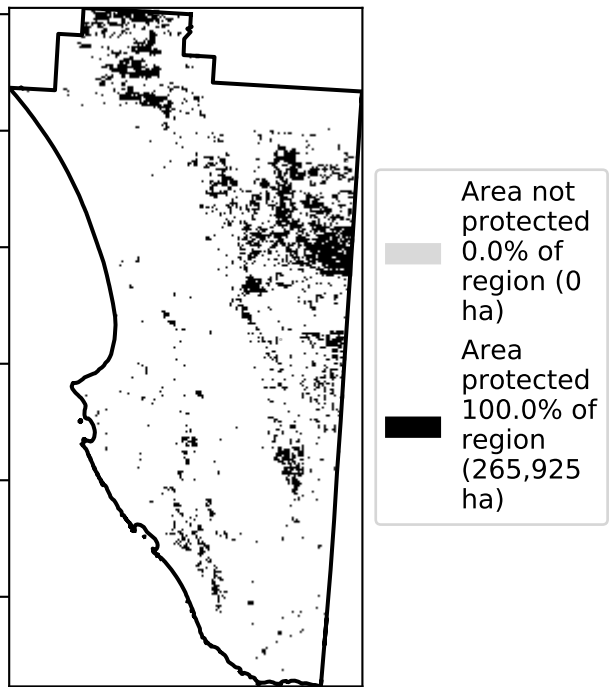 Area not
protected
0.0% of
region (0
ha)
Area
protected
100.0% of
region
(265,925
ha)